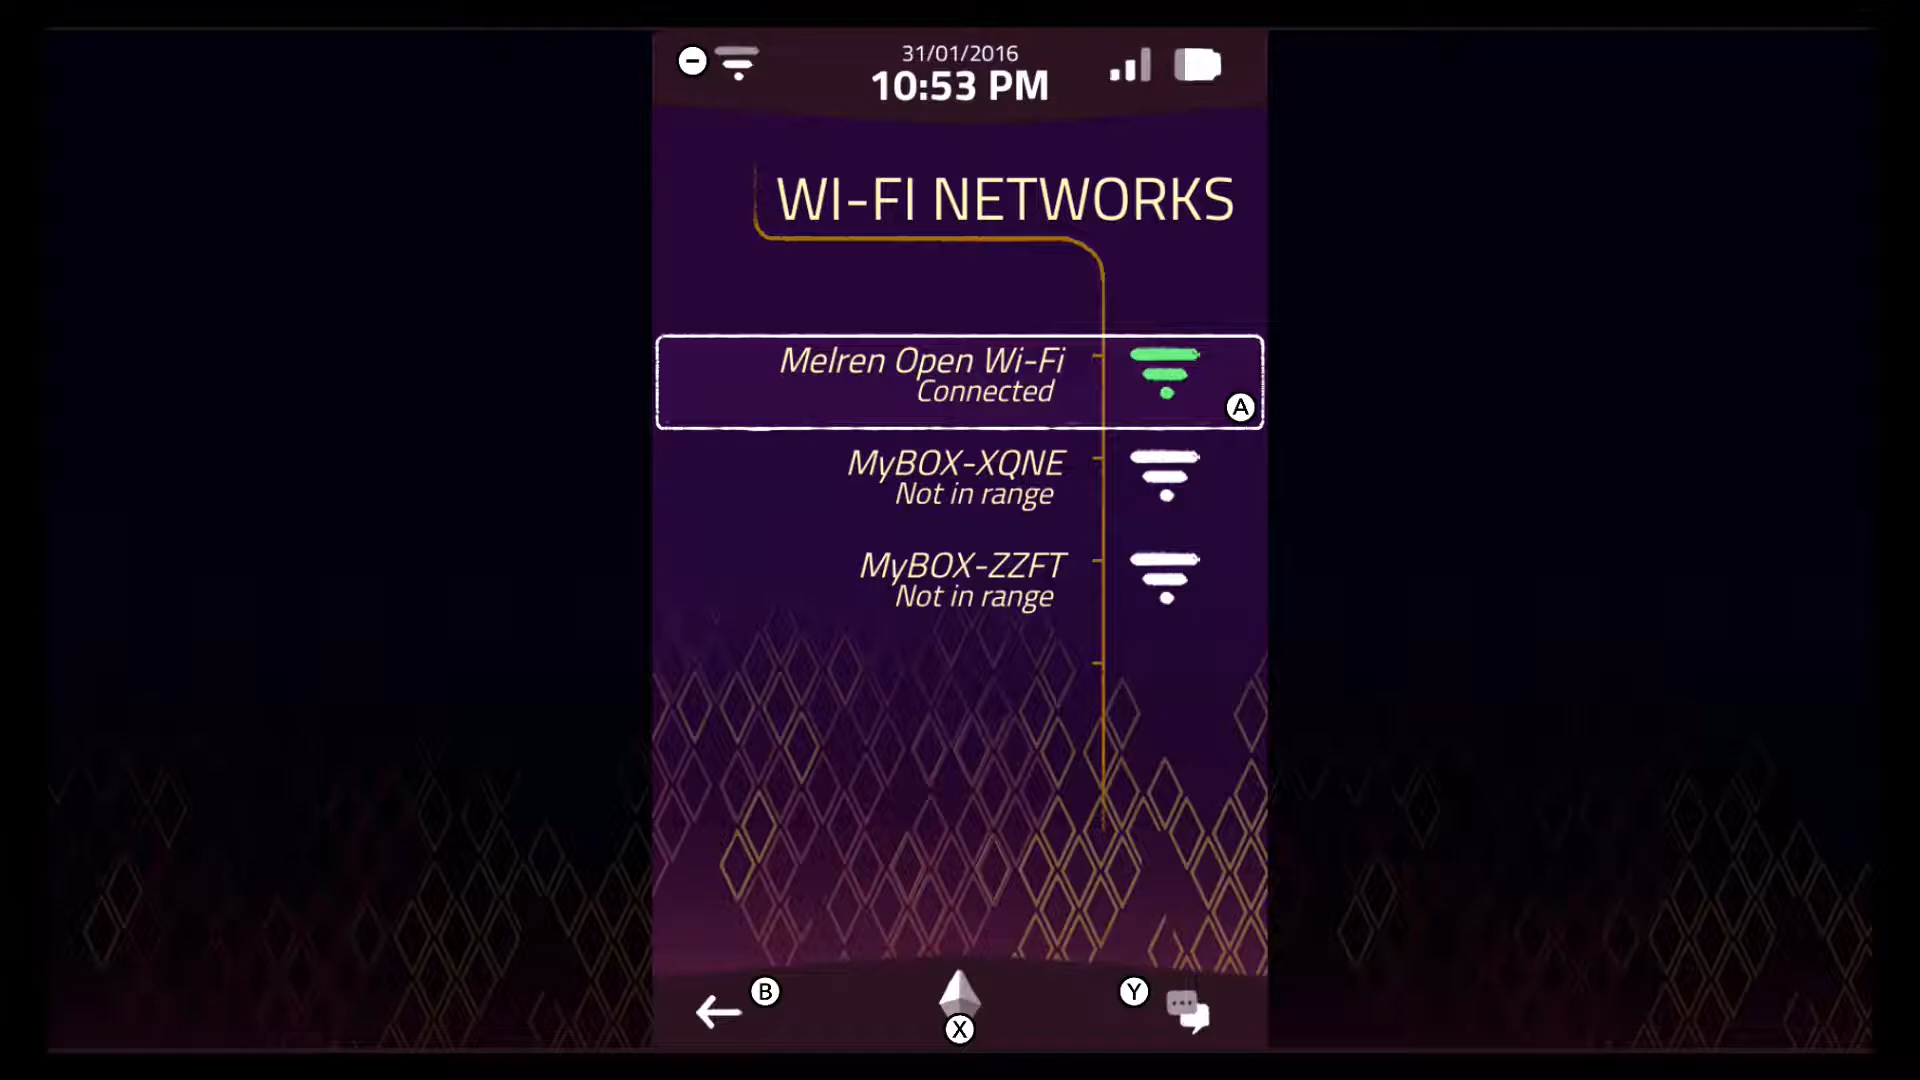 31/01/2016
10:53 PM
WI-FI NETWORKS
Melren Open Wi-Fi
Connected
A
MyBOX-XQNE
Not in range
MyBOX-ZZFT
Not in range
B
X
Y